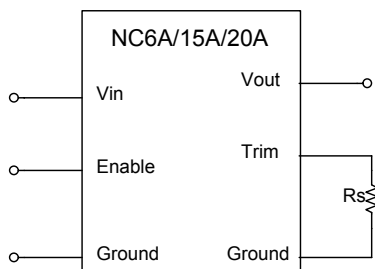 NC6A/15A/20A
Vin
Vout
Enable
Trim
Rs
Ground
Ground